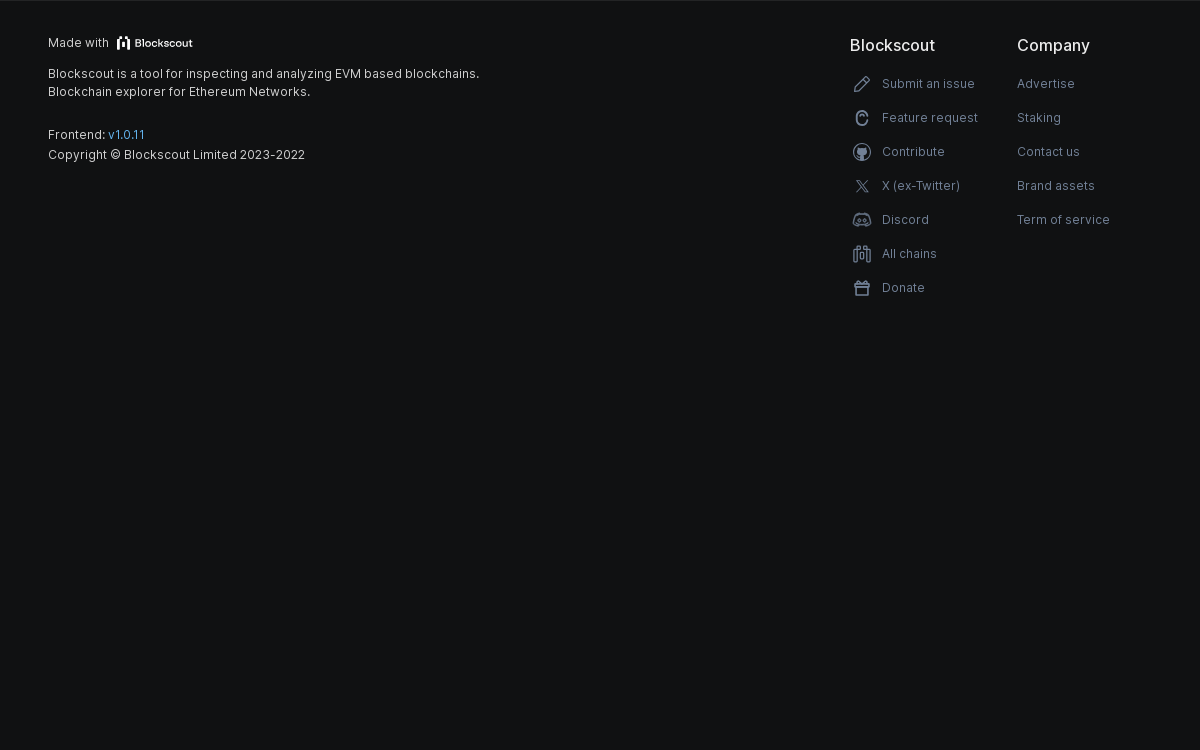 Made with Blockscout
Blockscout is a tool for inspecting and analyzing EVM based blockchains.
Blockchain explorer for Ethereum Networks.
Frontend: v1.0.11
Copyright © Blockscout Limited 2023-2022
Blockscout
Submit an issue
Feature request
Contribute
X (ex-Twitter)
Discord
All chains
Donate
Company
Advertise
Staking
Contact us
Brand assets
Term of service